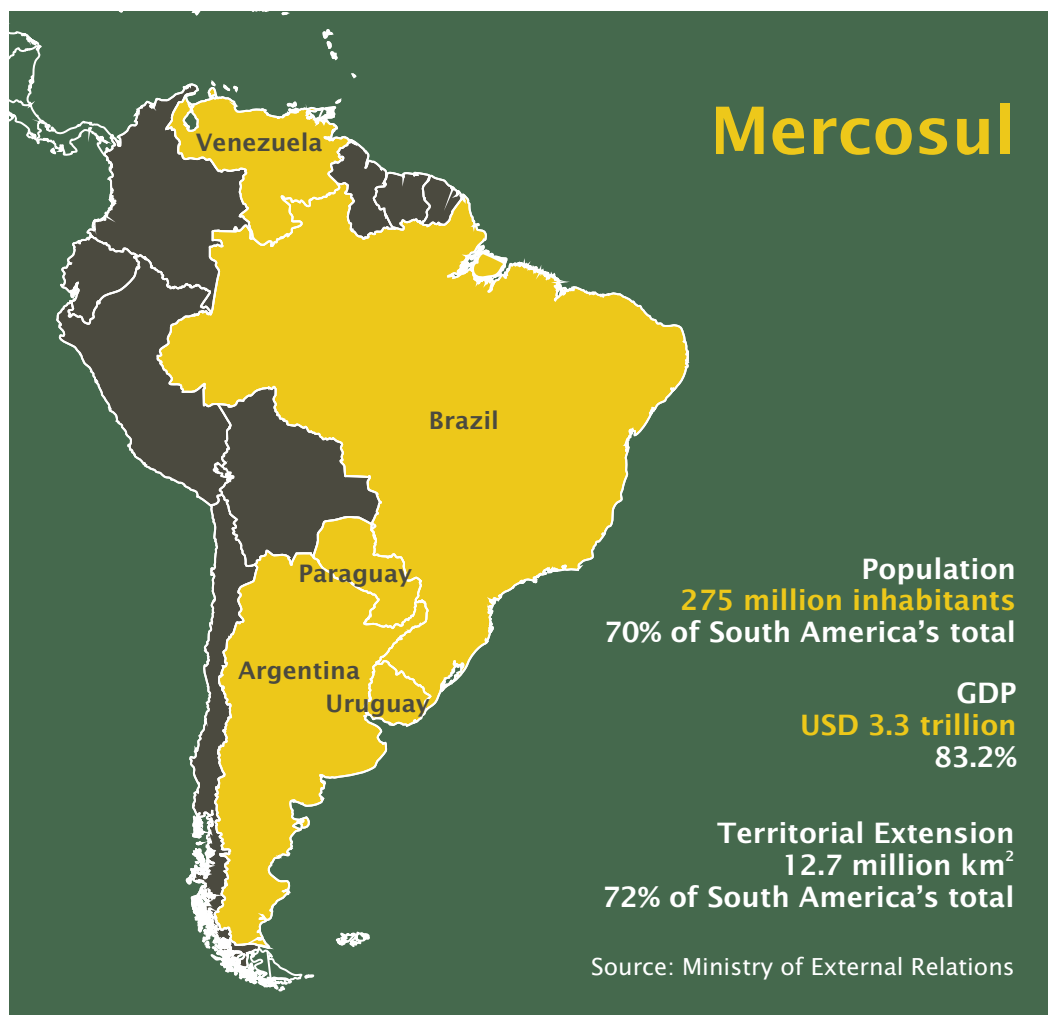 Mercosul
Venezuela
Brazil
Paraguay
Argentina
Uruguay
Population
275 million inhabitants
70% of South America’s total
GDP
USD 3.3 trillion
83.2%
Territorial Extension
12.7 million km²
72% of South America’s total
Source: Ministry of External Relations